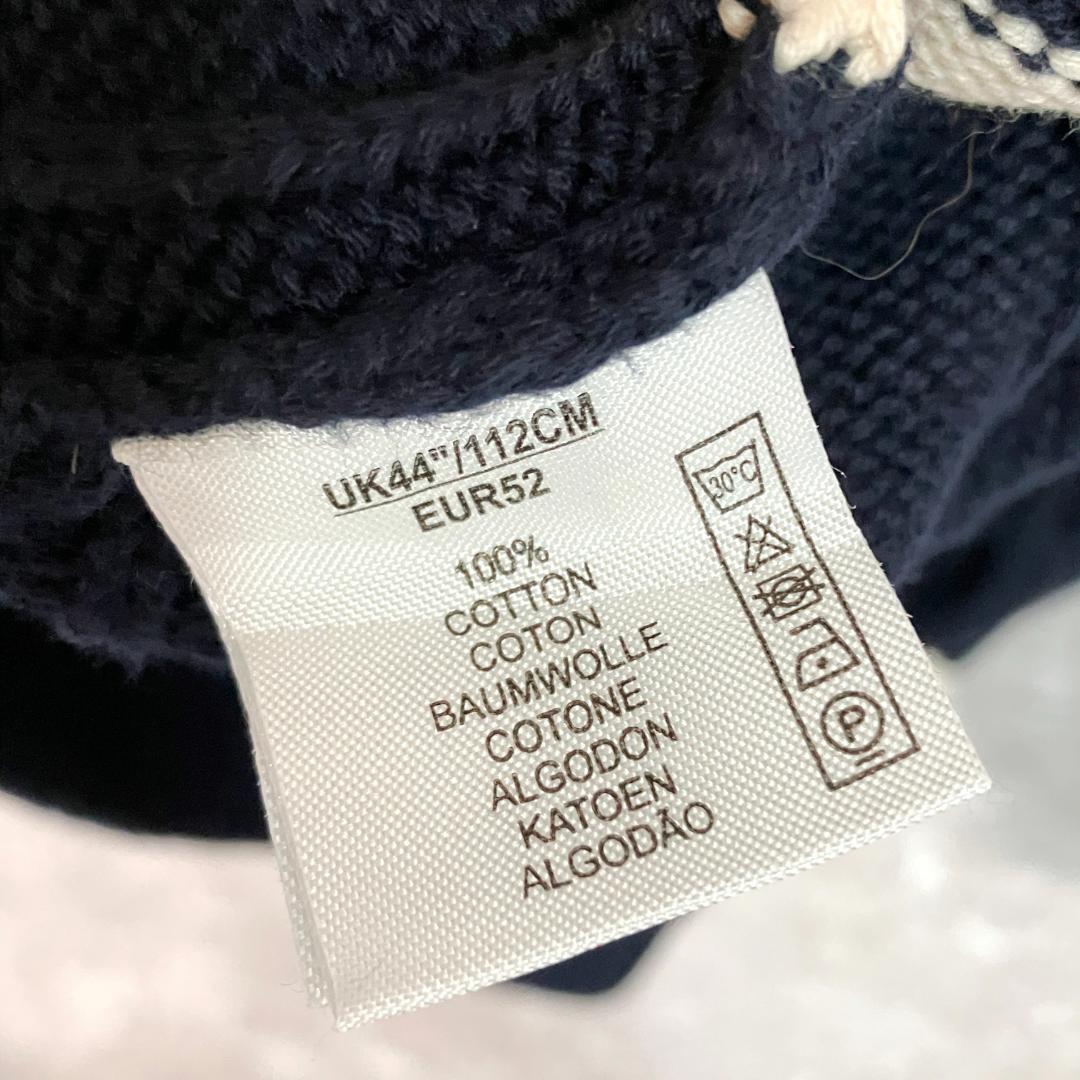 UK44"/112CM
EUR52
100%
COTTON
COTON
BAUMWOLLE
COTONE
ALGODON
KATOEN
ALGODÃO
30°C
P